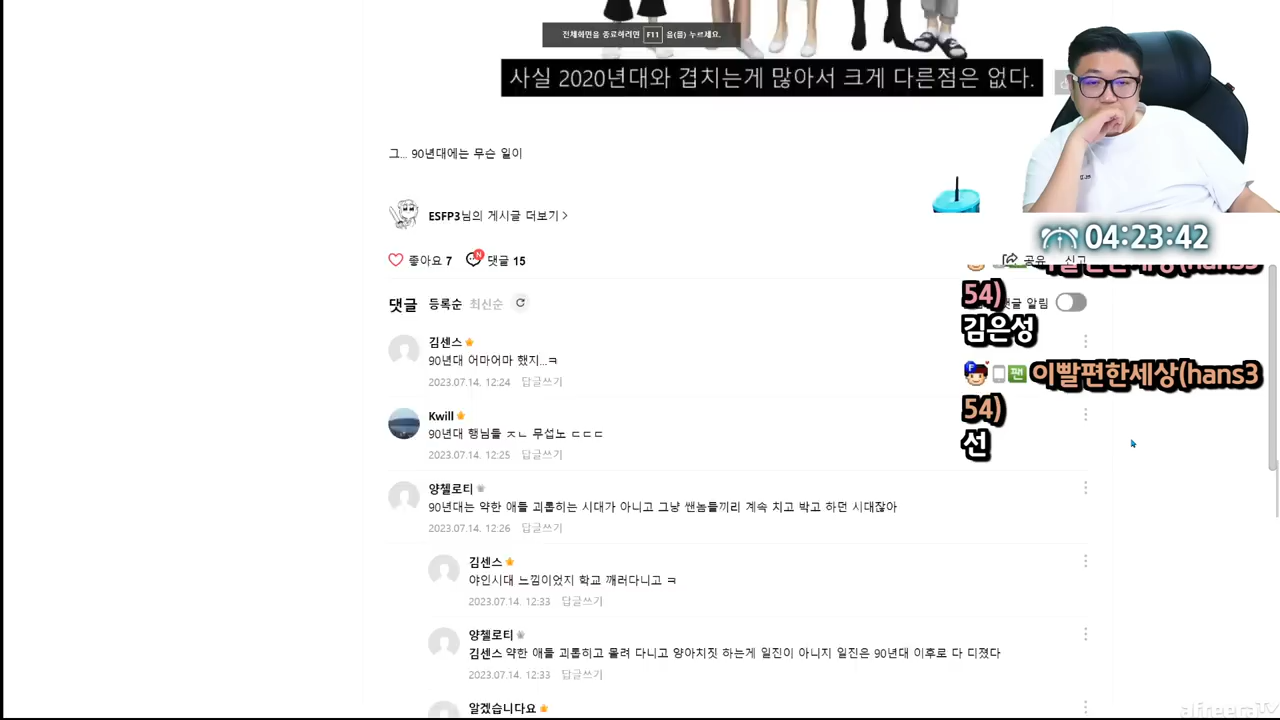 전체화면을 종료하려면 F11 을(를) 누르세요.
사실 2020년대와 겹치는게 많아서 크게 다른점은 없다.
그... 90년대에는 무슨 일이
ESFP3님의 게시글 더보기 >
04:23:42
좋아요 7 N 댓글 15
공유 신고
54)
김은성
댓글 등록순 최신순
댓글 알림
김센스
90년대 어마어마 했지...ㅋ
2023.07.14. 12:24 답글쓰기
F 팬 이빨편한세상(hans3
54)
선
Kwill
90년대 행님들 ㅈㄴ 무섭노 ㄷㄷㄷ
2023.07.14. 12:25 답글쓰기
양첼로티
90년대는 약한 애들 괴롭히는 시대가 아니고 그냥 쌘놈들끼리 계속 치고 박고 하던 시대잖아
2023.07.14. 12:26 답글쓰기
김센스
야인시대 느낌이었지 학교 깨러다니고 ㅋ
2023.07.14. 12:33 답글쓰기
양첼로티
김센스 약한 애들 괴롭히고 몰려 다니고 양아치짓 하는게 일진이 아니지 일진은 90년대 이후로 다 디졌다
2023.07.14. 12:33 답글쓰기
알겠습니다요
afreecaTV